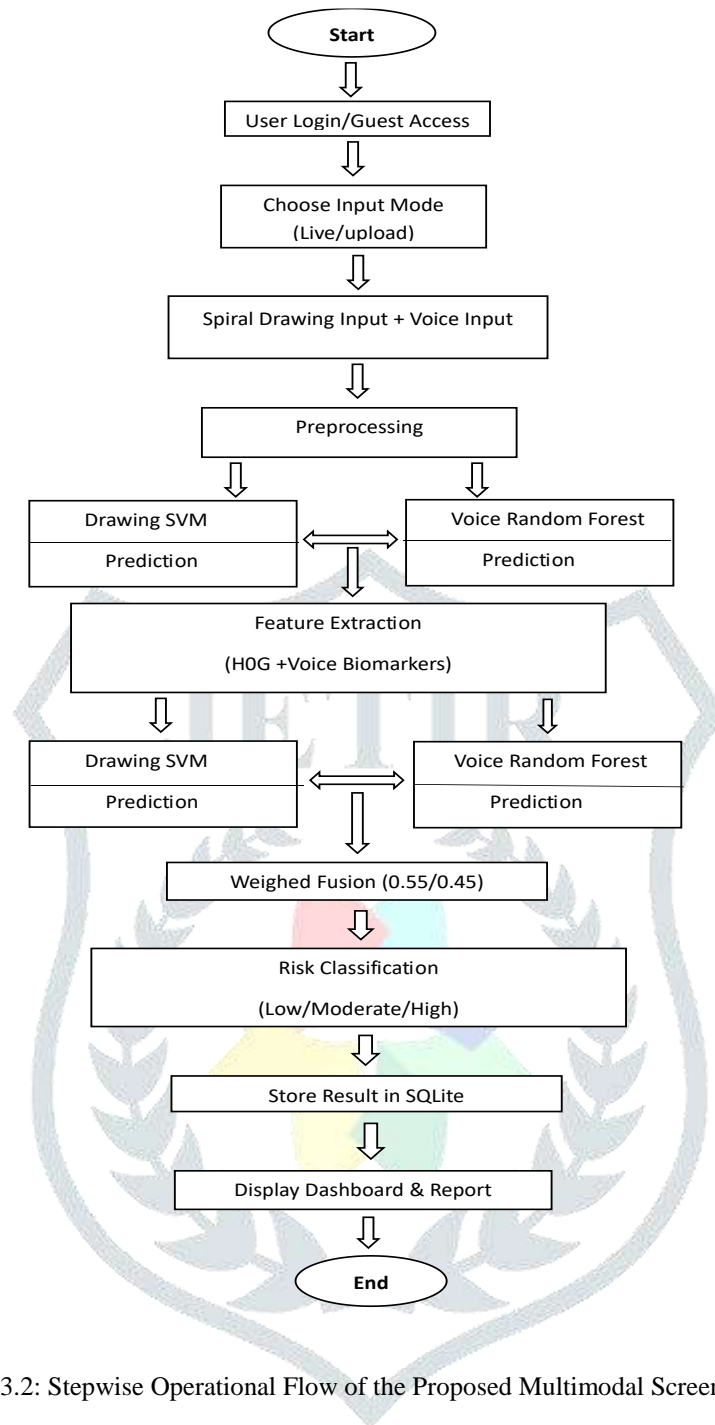 Start
User Login/Guest Access
Choose Input Mode
(Live/upload)
Spiral Drawing Input + Voice Input
Preprocessing
Drawing SVM
Prediction
Voice Random Forest
Prediction
Feature Extraction
(H0G +Voice Biomarkers)
Drawing SVM
Prediction
Voice Random Forest
Prediction
Weighed Fusion (0.55/0.45)
Risk Classification
(Low/Moderate/High)
Store Result in SQLite
Display Dashboard & Report
End
JETIR
3.2: Stepwise Operational Flow of the Proposed Multimodal Screen